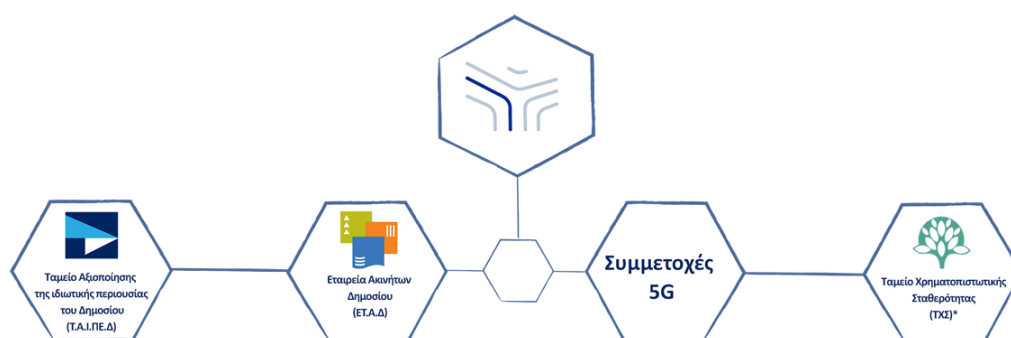 Ταμείο Αξιοποίησης
της ιδιωτικής περιουσίας
του Δημοσίου
(Τ.Α.Ι.ΠΕ.Δ)
Εταιρεία Ακινήτων
Δημοσίου
(ΕΤ.Α.Δ)
Συμμετοχές
5G
Ταμείο Χρηματοπιστωτικής
Σταθερότητας
(ΤΧΣ)*